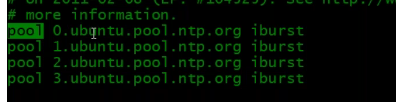 # on 2011-02-08 (LP: #104525). See http://w
# more information.
pool 0.ubuntu.pool.ntp.org iburst
pool 1.ubuntu.pool.ntp.org iburst
pool 2.ubuntu.pool.ntp.org iburst
pool 3.ubuntu.pool.ntp.org iburst